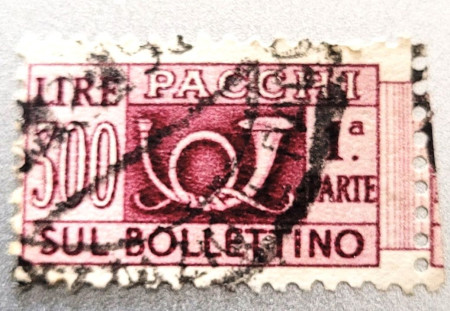 LIRE PACCHI
300 1ª
PARTE
SUL BOLLETTINO